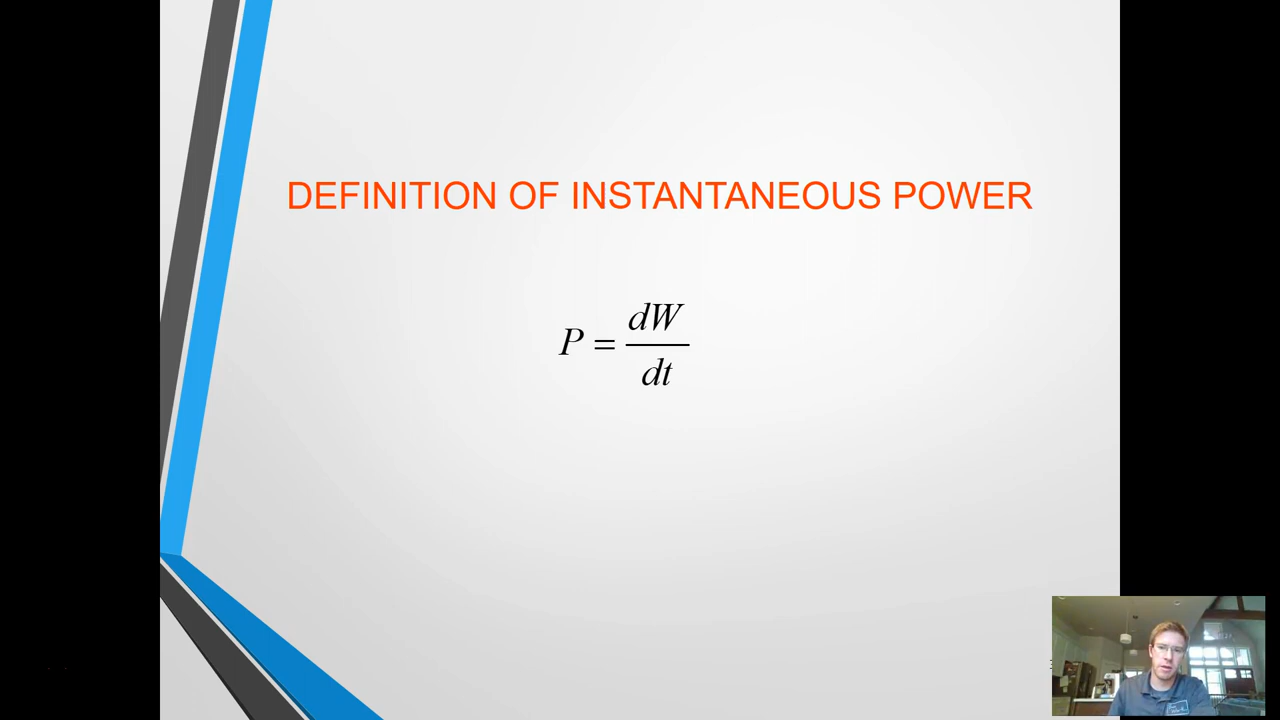 DEFINITION OF INSTANTANEOUS POWER
P = dW/dt